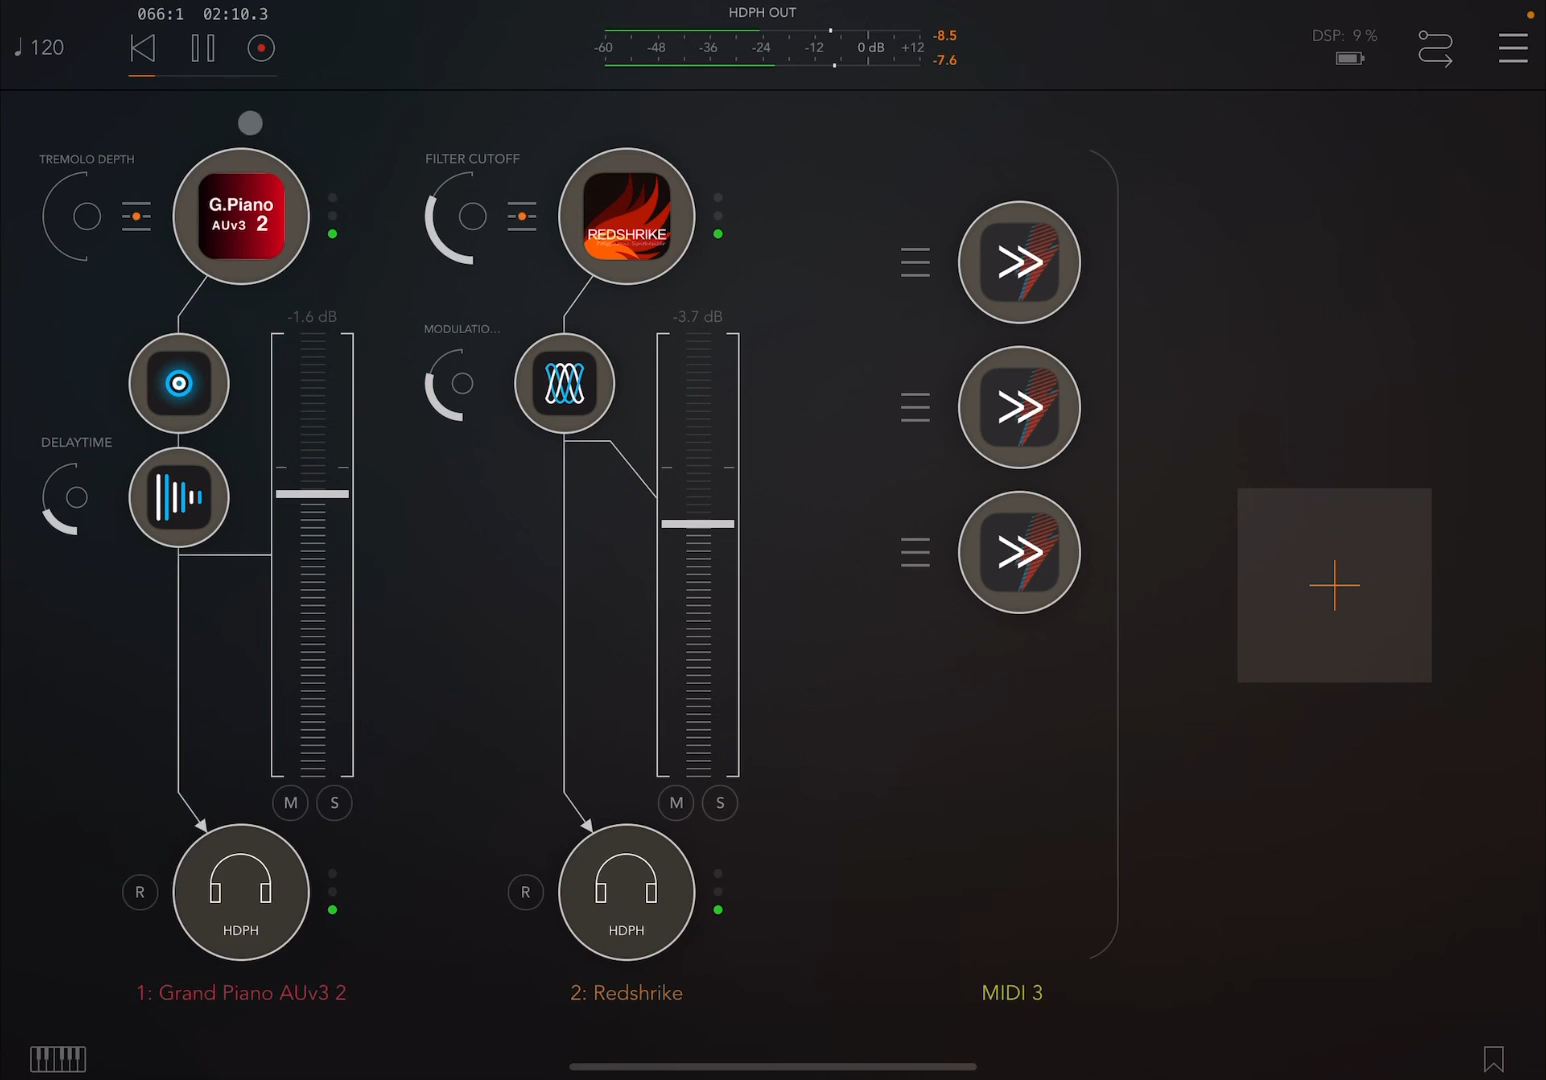 066:1 02:10.3
HDPH OUT
120
-60 -48 -36 -24 -12 0 dB +12
-8.5
-7.6
DSP: 9 %
TREMOLO DEPTH
G.Piano
AUv3 2
FILTER CUTOFF
REDSHRIKE
-1.6 dB
-3.7 dB
MODULATIO...
DELAYTIME
M S
M S
R
HDPH
R
HDPH
1: Grand Piano AUv3 2
2: Redshrike
MIDI 3